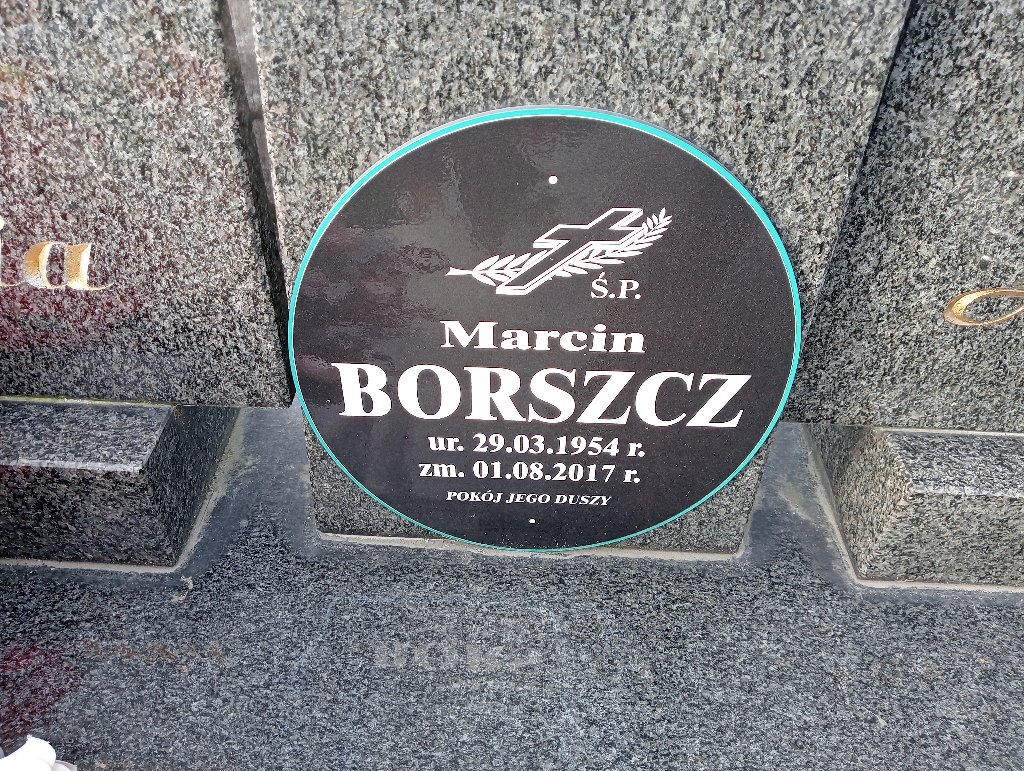 Ś.P.
Marcin
BORSZCZ
ur. 29.03.1954 r.
zm. 01.08.2017 r.
POKÓJ JEGO DUSZY